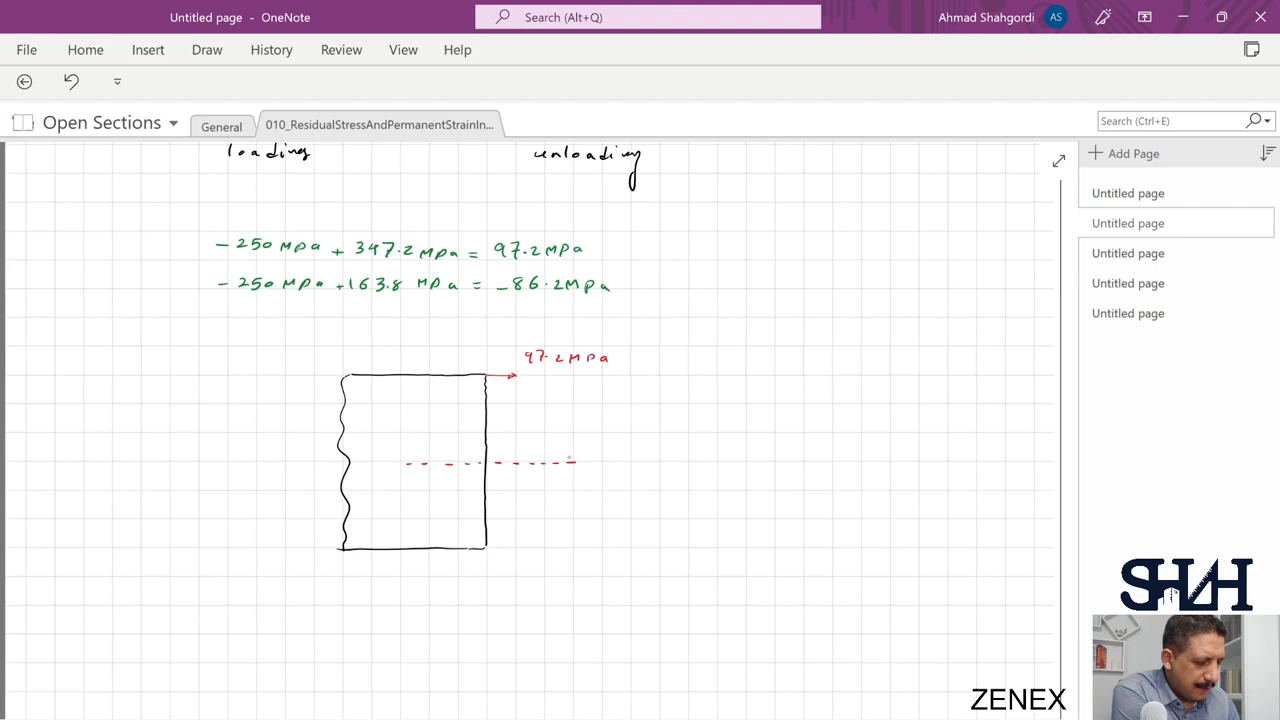 Untitled page - OneNote
Search (Alt+Q)
Ahmad Shahgordi
AS
File Home Insert Draw History Review View Help
Open Sections
General
010_ResidualStressAndPermanentStrainIn...
Search (Ctrl+E)
Add Page
Untitled page
Untitled page
Untitled page
Untitled page
Untitled page
loading
unloading
- 250 MPa + 347.2 MPa = 97.2 MPa
- 250 MPa + 163.8 MPa = -86.2 MPa
97.2 MPa
SHZH
ZENEX